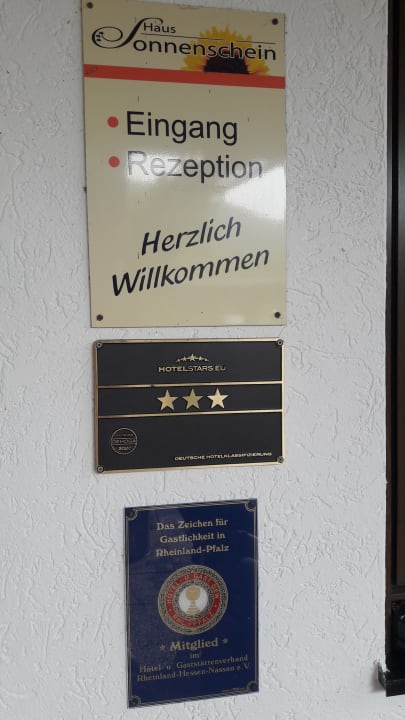 Haus
Sonnenschein
• Eingang
• Rezeption
Herzlich
Willkommen
HOTELSTARS.EU
DEHOGA
DEUTSCHE HOTELKLASSIFIZIERUNG
Das Zeichen für
Gastlichkeit in
Rheinland-Pfalz
* Mitglied *
im
Hotel- u. Gaststättenverband
Rheinland-Hessen-Nassau e.V.